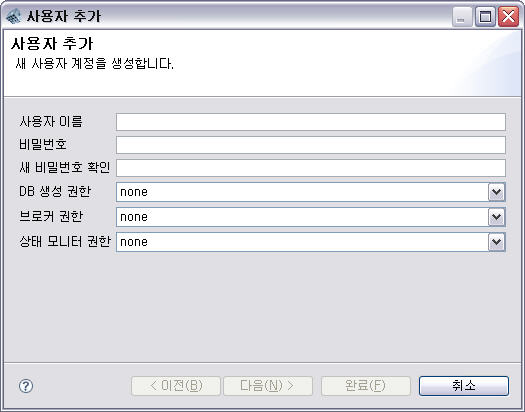 사용자 추가
사용자 추가
새 사용자 계정을 생성합니다.
사용자 이름
비밀번호
새 비밀번호 확인
DB 생성 권한 none
브로커 권한 none
상태 모니터 권한 none
? < 이전(B) 다음(N) > 완료(F) 취소